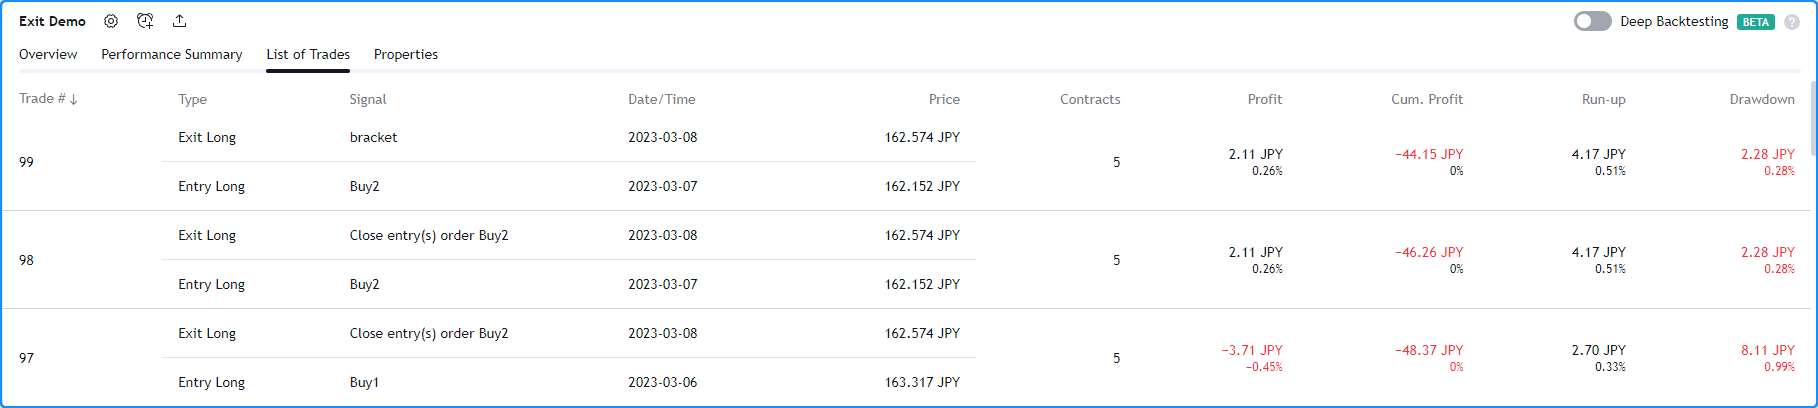 Exit Demo Deep Backtesting BETA ?
Overview Performance Summary List of Trades Properties
Trade # ↓ Type Signal Date/Time Price Contracts Profit Cum. Profit Run-up Drawdown
Exit Long bracket 2023-03-08 162.574 JPY
99 5 2.11 JPY −44.15 JPY 4.17 JPY 2.28 JPY
0.26% 0% 0.51% 0.28%
Entry Long Buy2 2023-03-07 162.152 JPY
Exit Long Close entry(s) order Buy2 2023-03-08 162.574 JPY
98 5 2.11 JPY −46.26 JPY 4.17 JPY 2.28 JPY
0.26% 0% 0.51% 0.28%
Entry Long Buy2 2023-03-07 162.152 JPY
Exit Long Close entry(s) order Buy2 2023-03-08 162.574 JPY
97 5 −3.71 JPY −48.37 JPY 2.70 JPY 8.11 JPY
−0.45% 0% 0.33% 0.99%
Entry Long Buy1 2023-03-06 163.317 JPY